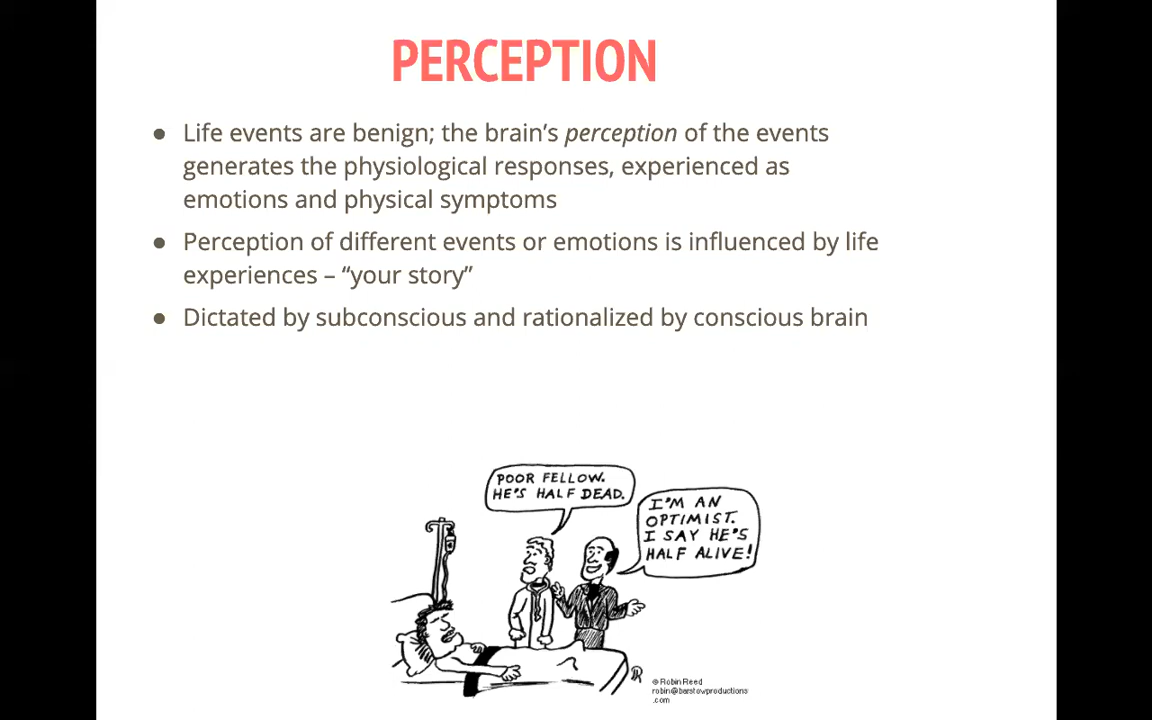 PERCEPTION
● Life events are benign; the brain’s perception of the events
generates the physiological responses, experienced as
emotions and physical symptoms
● Perception of different events or emotions is influenced by life
experiences – “your story”
● Dictated by subconscious and rationalized by conscious brain
POOR FELLOW.
HE'S HALF DEAD.
I'M AN
OPTIMIST.
I SAY HE'S
HALF ALIVE!
© Robin Reed
robin@barstowproductions
.com